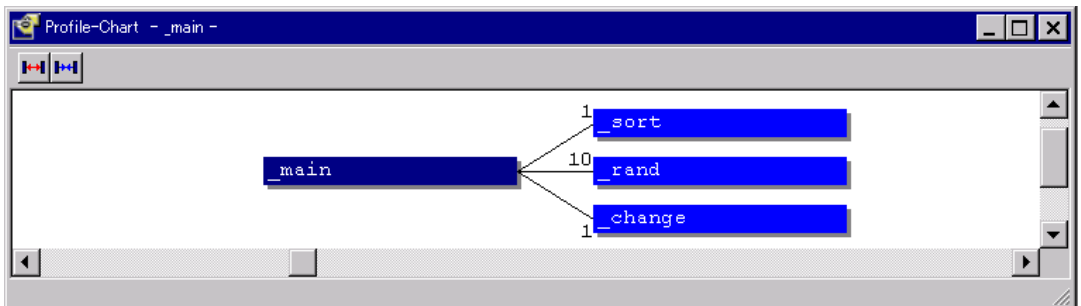 Profile-Chart - _main -
1
_sort
_main
10
_rand
_change
1